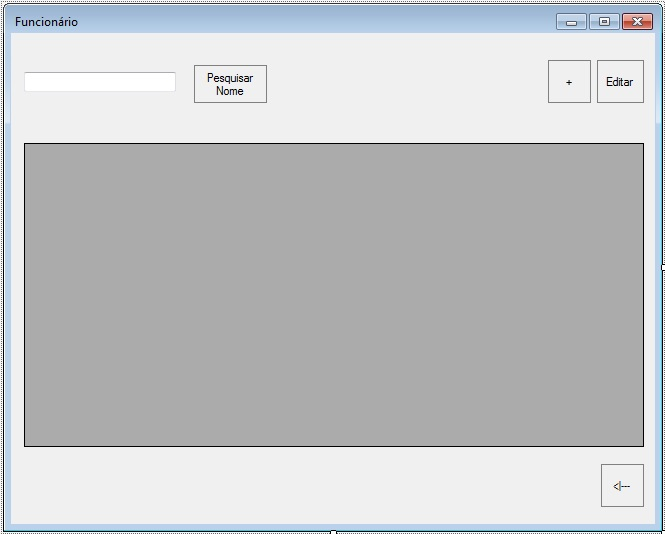 Funcionário
Pesquisar
Nome
+
Editar
<|---